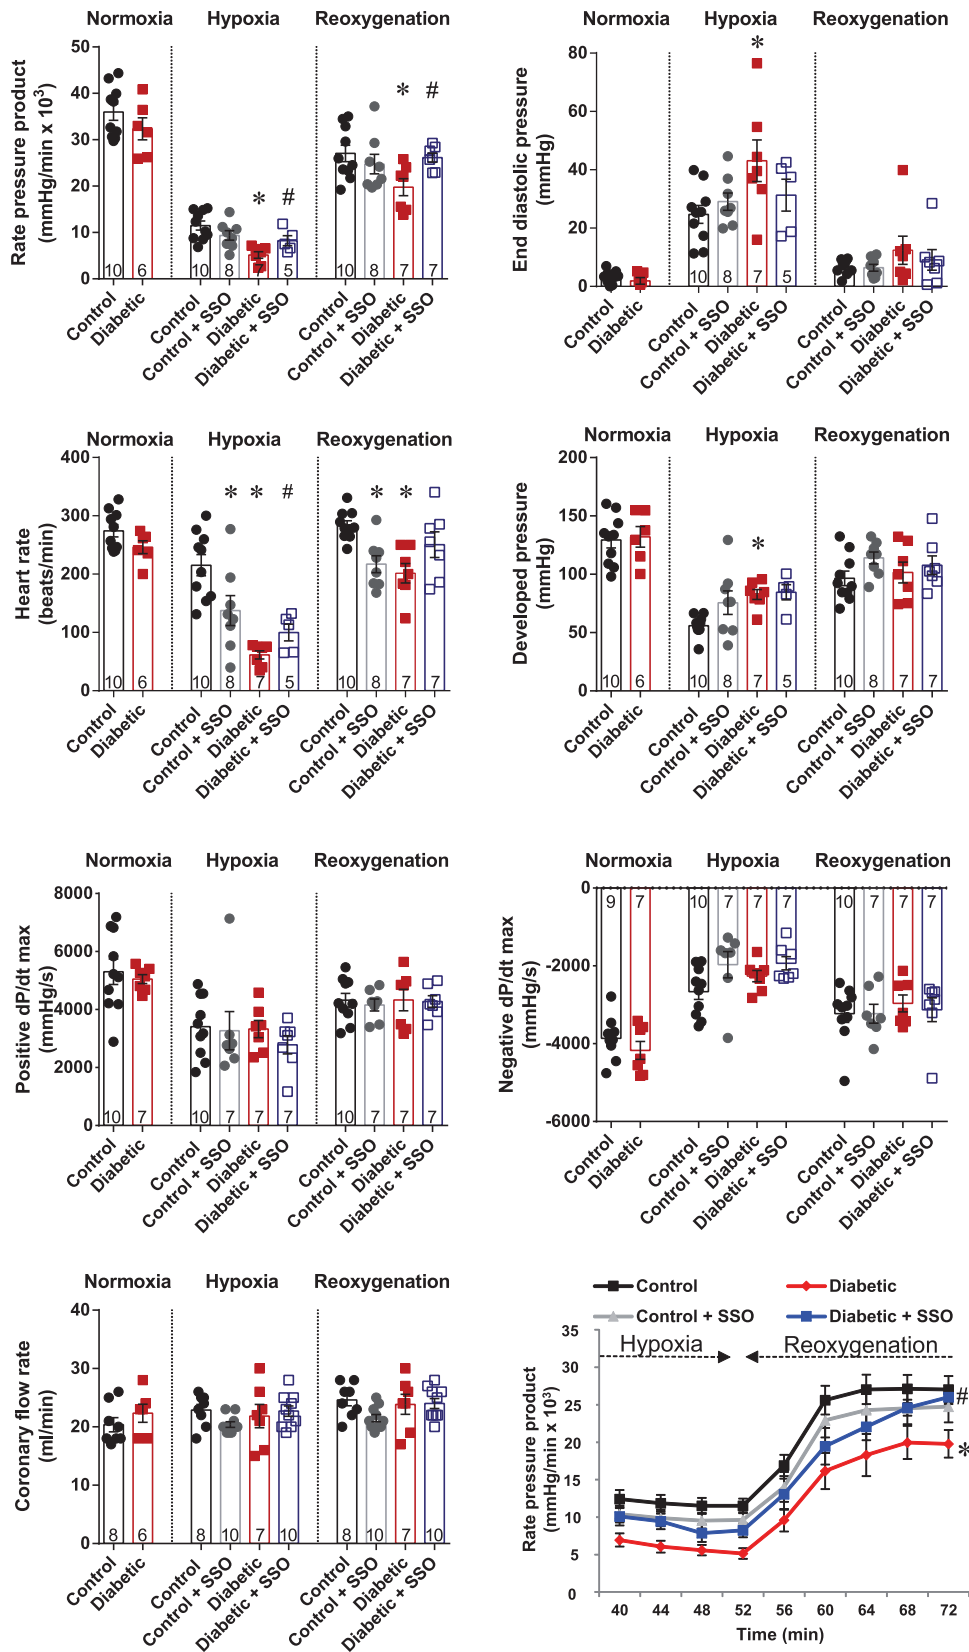 Normoxia Hypoxia Reoxygenation
Rate pressure product
(mmHg/min x 10³)
50
40
30
20
10
0
10 6 10 8 7 5 10 8 7 7
* # * #
Control
Diabetic
Control
Control + SSO
Diabetic
Diabetic + SSO
Control
Control + SSO
Diabetic
Diabetic + SSO
Normoxia Hypoxia Reoxygenation
End diastolic pressure
(mmHg)
80
60
40
20
0
*
10 8 7 5
Control
Diabetic
Control
Control + SSO
Diabetic
Diabetic + SSO
Control
Control + SSO
Diabetic
Diabetic + SSO
Normoxia Hypoxia Reoxygenation
Heart rate
(beats/min)
400
300
200
100
0
* * # * *
10 6 10 8 7 5 10 8 7 7
Control
Diabetic
Control
Control + SSO
Diabetic
Diabetic + SSO
Control
Control + SSO
Diabetic
Diabetic + SSO
Normoxia Hypoxia Reoxygenation
Developed pressure
(mmHg)
200
150
100
50
0
*
10 6 10 8 7 5 10 8 7 7
Control
Diabetic
Control
Control + SSO
Diabetic
Diabetic + SSO
Control
Control + SSO
Diabetic
Diabetic + SSO
Normoxia Hypoxia Reoxygenation
Positive dP/dt max
(mmHg/s)
8000
6000
4000
2000
0
10 7 10 7 7 7 10 7 7 7
Control
Diabetic
Control
Control + SSO
Diabetic
Diabetic + SSO
Control
Control + SSO
Diabetic
Diabetic + SSO
Normoxia Hypoxia Reoxygenation
Negative dP/dt max
(mmHg/s)
0
-2000
-4000
-6000
9 7 10 7 7 7 10 7 7 7
Control
Diabetic
Control
Control + SSO
Diabetic
Diabetic + SSO
Control
Control + SSO
Diabetic
Diabetic + SSO
Normoxia Hypoxia Reoxygenation
Coronary flow rate
(ml/min)
40
30
20
10
0
8 6 8 10 7 10 8 10 7 10
Control
Diabetic
Control
Control + SSO
Diabetic
Diabetic + SSO
Control
Control + SSO
Diabetic
Diabetic + SSO
Control Diabetic
Control + SSO Diabetic + SSO
Hypoxia Reoxygenation
Rate pressure product
(mmHg/min x 10³)
35
30
25
20
15
10
5
0
#
*
40 44 48 52 56 60 64 68 72
Time (min)